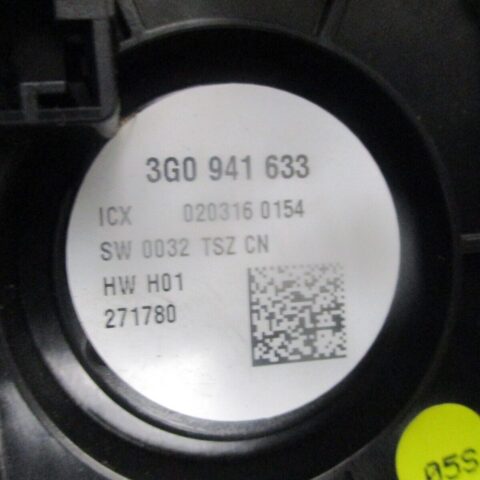 3G0 941 633
ICX 020316 0154
SW 0032 TSZ CN
HW H01
271780
05S